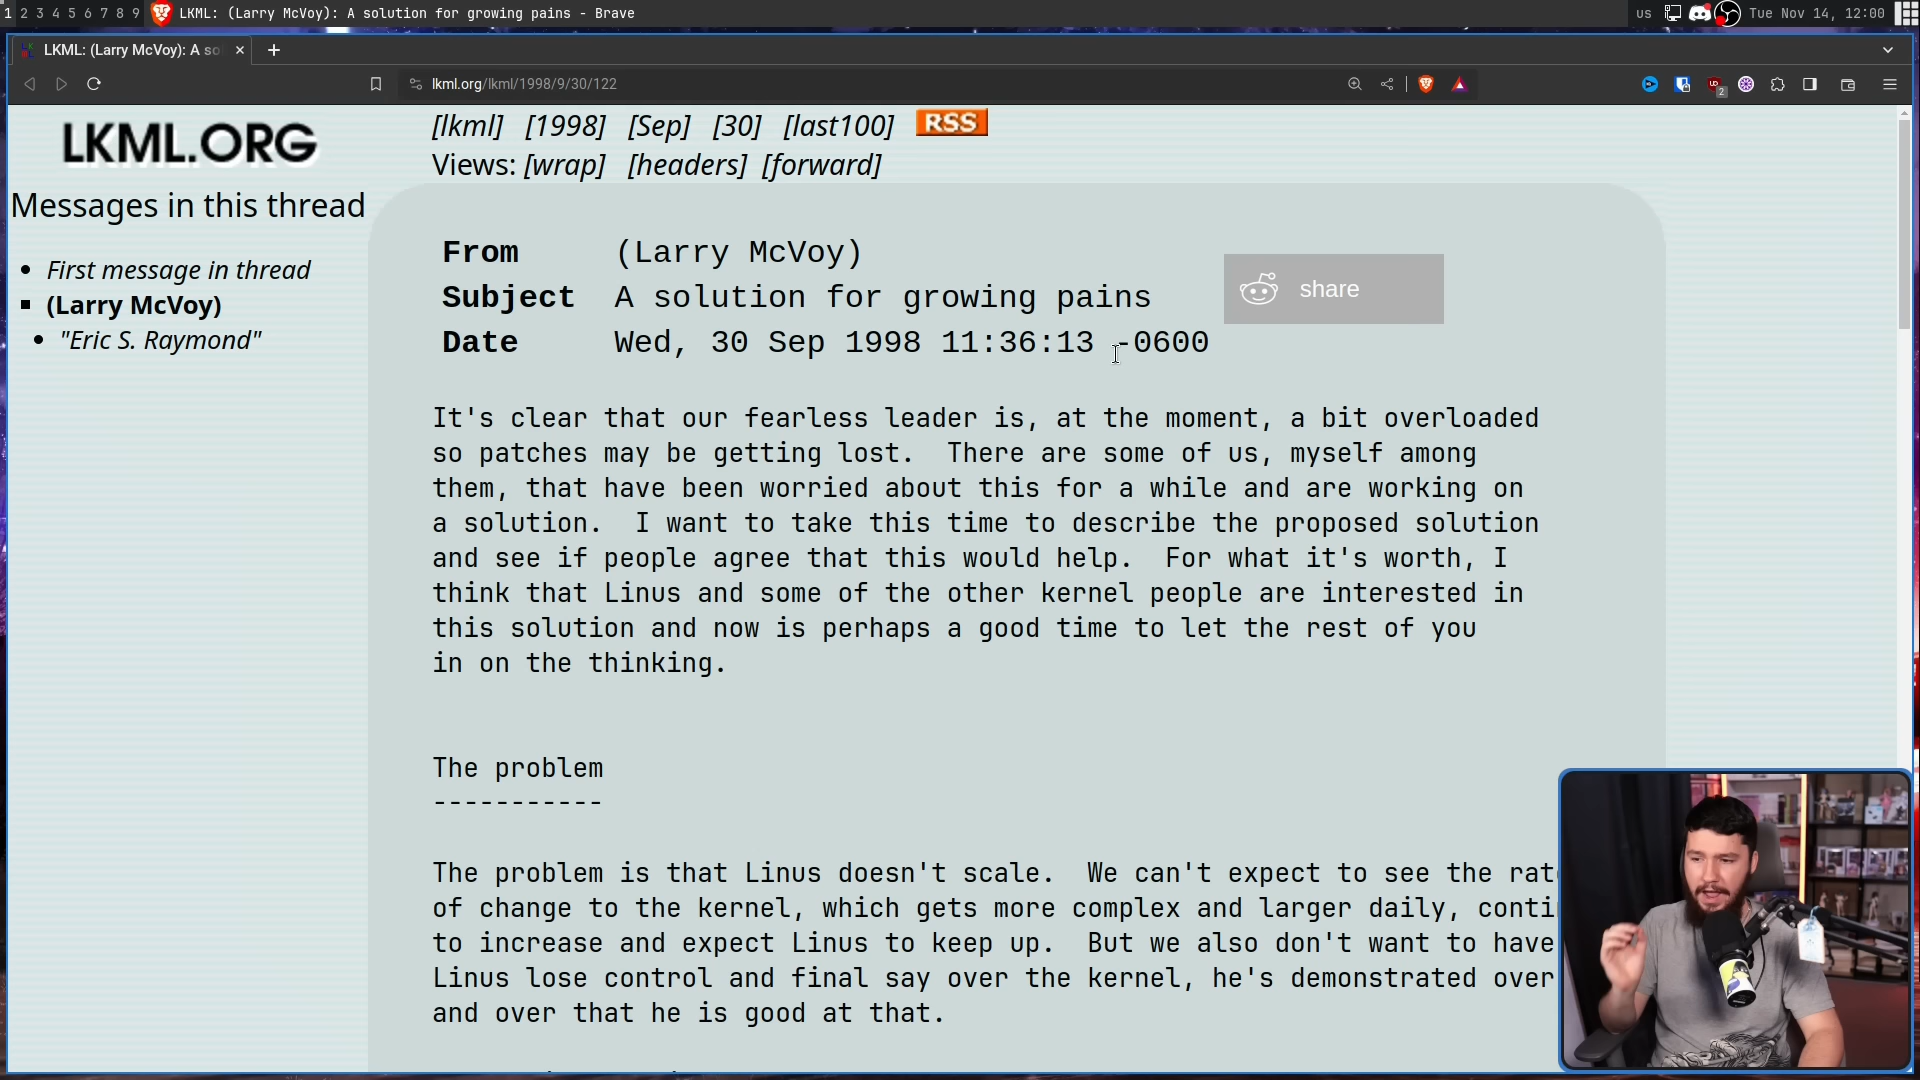 1 2 3 4 5 6 7 8 9 LKML: (Larry McVoy): A solution for growing pains - Brave
us Tue Nov 14, 12:00
LKML: (Larry McVoy): A so
lkml.org/lkml/1998/9/30/122
2
LKML.ORG
[lkml] [1998] [Sep] [30] [last100] RSS
Views: [wrap] [headers] [forward]
Messages in this thread
First message in thread
(Larry McVoy)
"Eric S. Raymond"
From (Larry McVoy)
Subject A solution for growing pains
Date Wed, 30 Sep 1998 11:36:13 -0600
share
It's clear that our fearless leader is, at the moment, a bit overloaded
so patches may be getting lost. There are some of us, myself among
them, that have been worried about this for a while and are working on
a solution. I want to take this time to describe the proposed solution
and see if people agree that this would help. For what it's worth, I
think that Linus and some of the other kernel people are interested in
this solution and now is perhaps a good time to let the rest of you
in on the thinking.
The problem
-----------
The problem is that Linus doesn't scale. We can't expect to see the rat
of change to the kernel, which gets more complex and larger daily, conti
to increase and expect Linus to keep up. But we also don't want to have
Linus lose control and final say over the kernel, he's demonstrated over
and over that he is good at that.